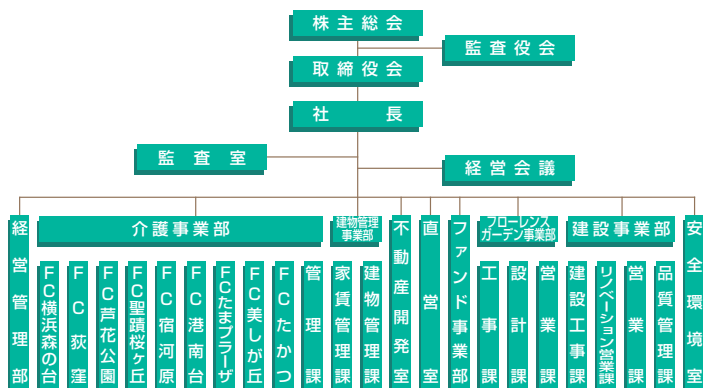 株主総会
監査役会
取締役会
社長
監査室
経営会議
経営管理部
介護事業部
建物管理
事業部
不動産開発室
直営室
ファンド事業部
フローレンス
ガーデン事業部
建設事業部
安全環境室
FC横浜森の台
FC荻窪
FC芦花公園
FC聖蹟桜ヶ丘
FC宿河原
FC港南台
FCたまプラーザ
FC美しが丘
FCたかつ
管理課
家賃管理課
建物管理課
工事課
設計課
営業課
建設工事課
リノベーション営業課
営業課
品質管理課